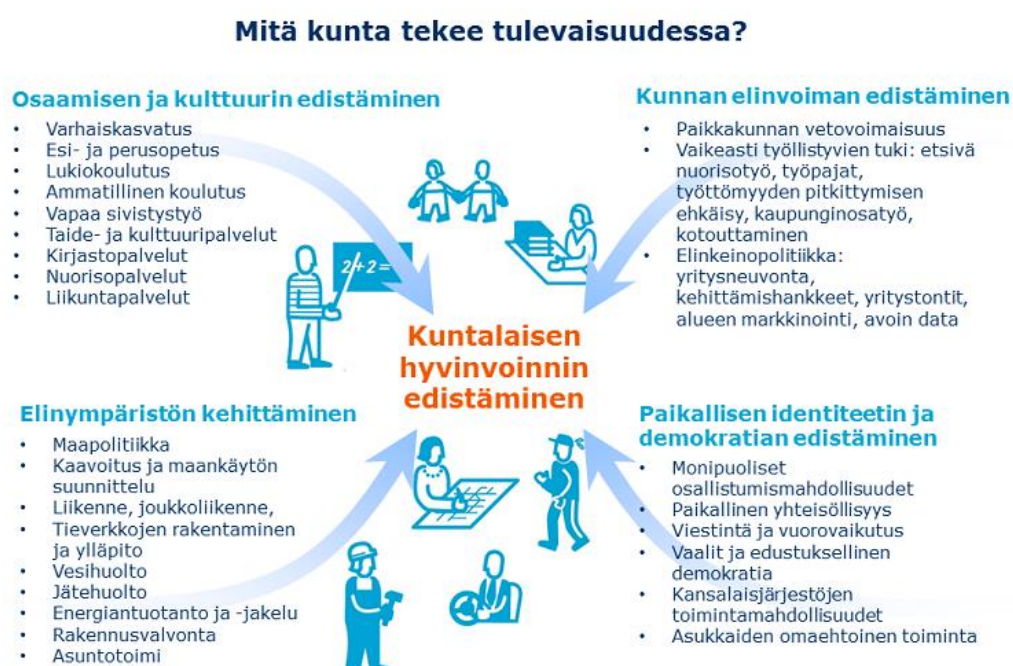 Mitä kunta tekee tulevaisuudessa?
Osaamisen ja kulttuurin edistäminen
• Varhaiskasvatus
• Esi- ja perusopetus
• Lukiokoulutus
• Ammatillinen koulutus
• Vapaa sivistystyö
• Taide- ja kulttuuripalvelut
• Kirjastopalvelut
• Nuorisopalvelut
• Liikuntapalvelut
2+2=
Kunnan elinvoiman edistäminen
• Paikkakunnan vetovoimaisuus
• Vaikeasti työllistyvien tuki: etsivä
nuorisotyö, työpajat,
työttömyyden pitkittymisen
ehkäisy, kaupunginosatyö,
kotouttaminen
• Elinkeinopolitiikka:
yritysneuvonta,
kehittämishankkeet, yritystontit,
alueen markkinointi, avoin data
Kuntalaisen
hyvinvoinnin
edistäminen
Elinympäristön kehittäminen
• Maapolitiikka
• Kaavoitus ja maankäytön
suunnittelu
• Liikenne, joukkoliikenne,
• Tieverkkojen rakentaminen
ja ylläpito
• Vesihuolto
• Jätehuolto
• Energiantuotanto ja -jakelu
• Rakennusvalvonta
• Asuntotoimi
Paikallisen identiteetin ja
demokratian edistäminen
• Monipuoliset
osallistumismahdollisuudet
• Paikallinen yhteisöllisyys
• Viestintä ja vuorovaikutus
• Vaalit ja edustuksellinen
demokratia
• Kansalaisjärjestöjen
toimintamahdollisuudet
• Asukkaiden omaehtoinen toiminta